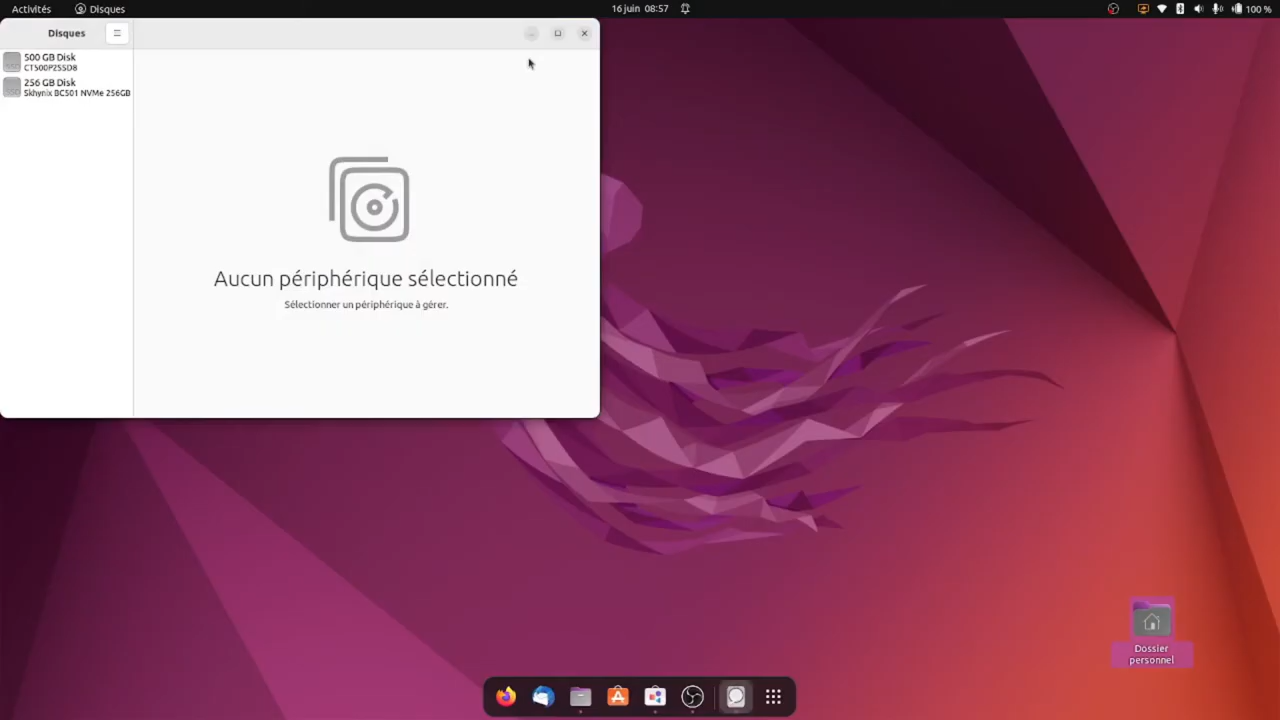 Activités
Disques
16 juin 08:57
100 %
Disques
500 GB Disk
CT500P2SSD8
256 GB Disk
Skhynix BC501 NVMe 256GB
Aucun périphérique sélectionné
Sélectionner un périphérique à gérer.
Dossier
personnel